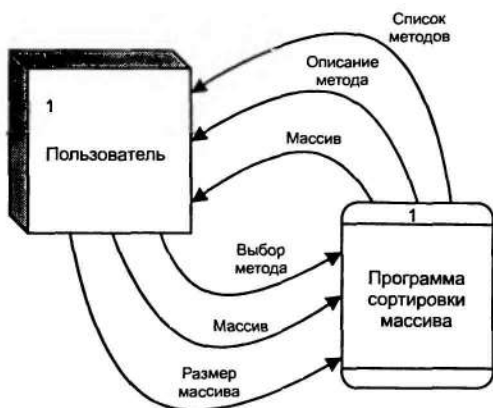 Список
методов
Описание
метода
1
Пользователь
Массив
1
Выбор
метода
Программа
сортировки
массива
Массив
Размер
массива